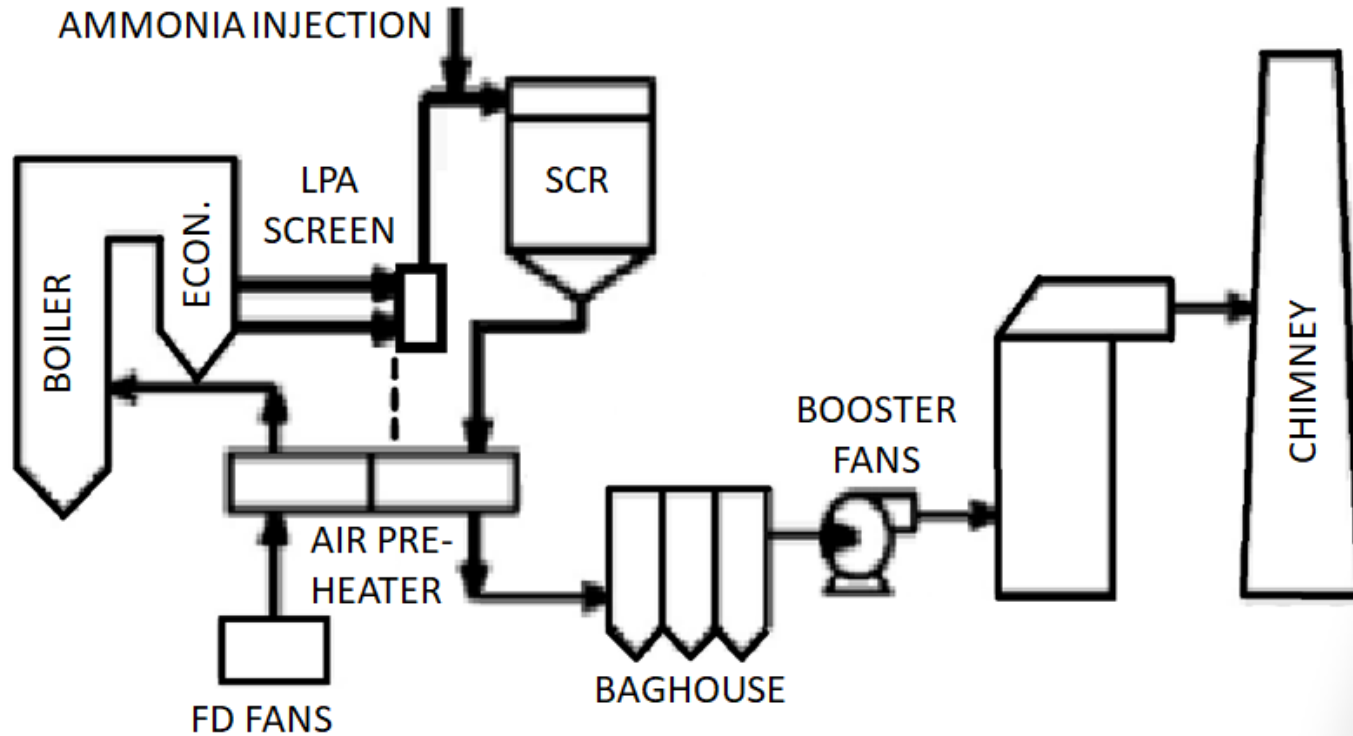 AMMONIA INJECTION
LPA
SCREEN
SCR
ECON.
BOILER
BOOSTER
FANS
CHIMNEY
AIR PRE-
HEATER
BAGHOUSE
FD FANS